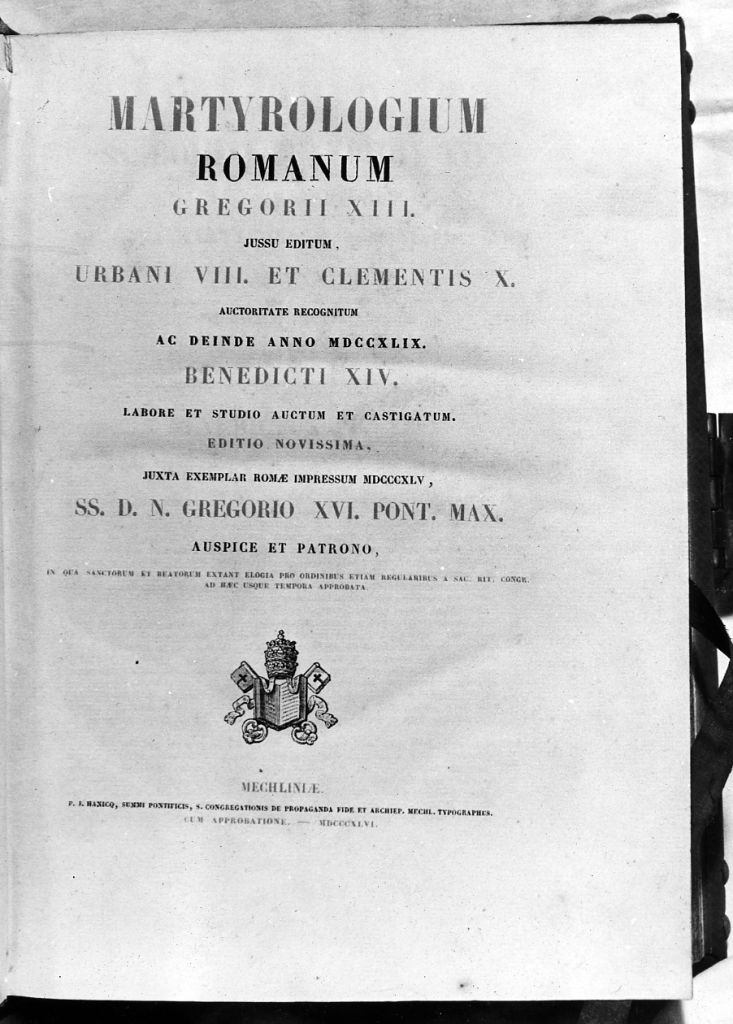 MARTYROLOGIUM
ROMANUM
GREGORII XIII.
JUSSU EDITUM,
URBANI VIII. ET CLEMENTIS X.
AUCTORITATE RECOGNITUM
AC DEINDE ANNO MDCCXLIX.
BENEDICTI XIV.
LABORE ET STUDIO AUCTUM ET CASTIGATUM.
EDITIO NOVISSIMA,
JUXTA EXEMPLAR ROMÆ IMPRESSUM MDCCCXLV,
SS. D. N. GREGORIO XVI. PONT. MAX.
AUSPICE ET PATRONO,
IN QUA SANCTORUM ET BEATORUM EXTANT ELOGIA PRO ORDINIBUS ETIAM REGULARIBUS A SAC. RIT. CONGR.
AD HÆC USQUE TEMPORA APPROBATA.
MECHLINIÆ.
P. J. HANICQ, SUMMI PONTIFICIS, S. CONGREGATIONIS DE PROPAGANDA FIDE ET ARCHIEP. MECHL. TYPOGRAPHUS.
CUM APPROBATIONE. — MDCCCXLVI.